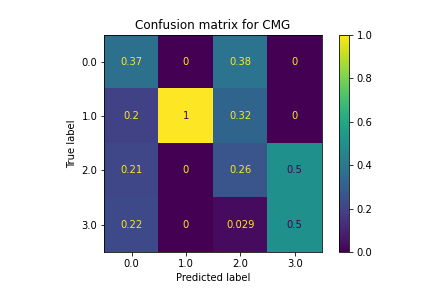 Confusion matrix for CMG
0.0 0.37 0 0.38 0
1.0 0.2 1 0.32 0
2.0 0.21 0 0.26 0.5
3.0 0.22 0 0.029 0.5
True label
0.0 1.0 2.0 3.0
Predicted label
1.0
0.8
0.6
0.4
0.2
0.0